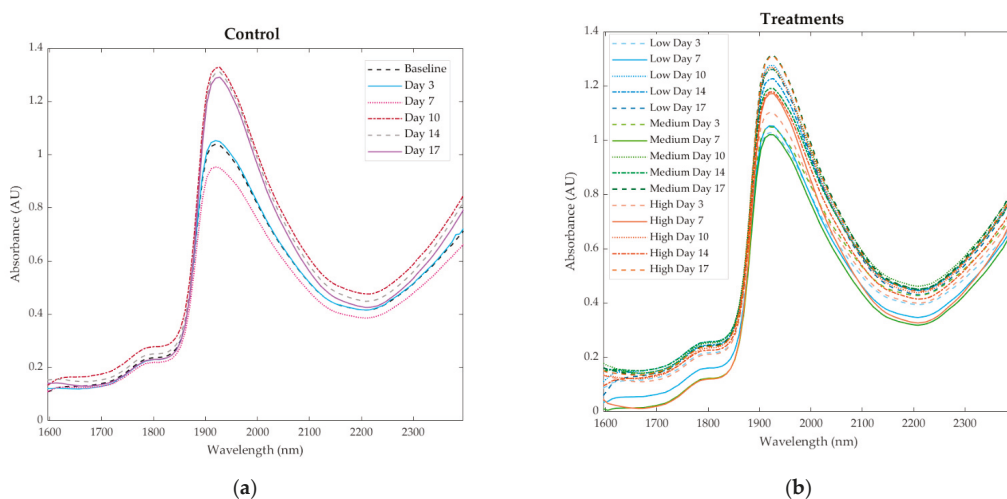 Control
1.4
1.2
1
0.8
0.6
0.4
0.2
0
Absorbance (AU)
1600 1700 1800 1900 2000 2100 2200 2300
Wavelength (nm)
Baseline
Day 3
Day 7
Day 10
Day 14
Day 17
(a)
Treatments
1.4
1.2
1
0.8
0.6
0.4
0.2
0
Absorbance (AU)
1600 1700 1800 1900 2000 2100 2200 2300
Wavelength (nm)
Low Day 3
Low Day 7
Low Day 10
Low Day 14
Low Day 17
Medium Day 3
Medium Day 7
Medium Day 10
Medium Day 14
Medium Day 17
High Day 3
High Day 7
High Day 10
High Day 14
High Day 17
(b)